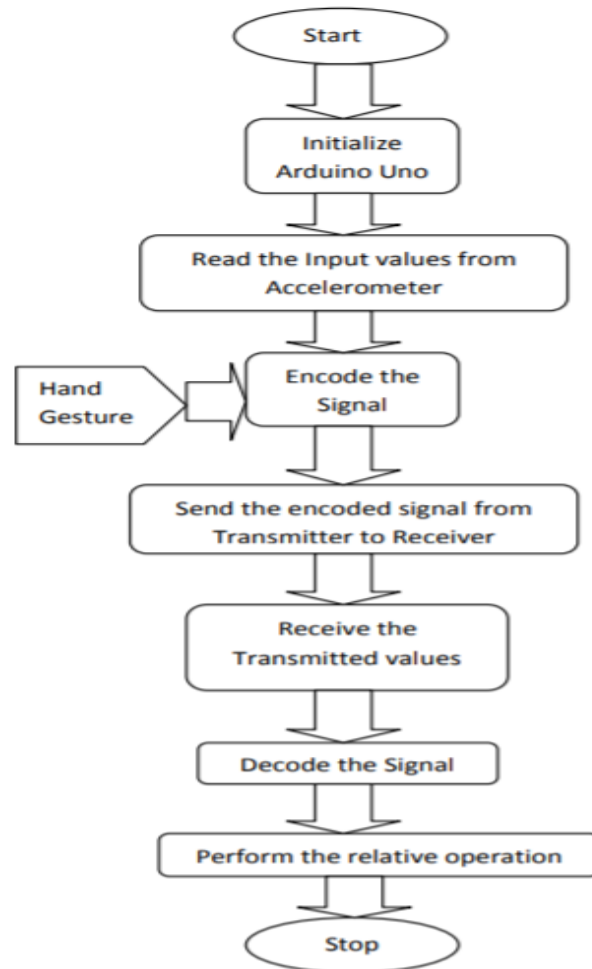 Start
Initialize
Arduino Uno
Read the Input values from
Accelerometer
Hand
Gesture
Encode the
Signal
Send the encoded signal from
Transmitter to Receiver
Receive the
Transmitted values
Decode the Signal
Perform the relative operation
Stop